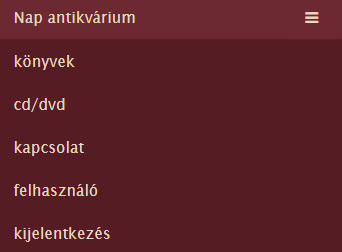 Nap antikvárium
könyvek
cd/dvd
kapcsolat
felhasználó
kijelentkezés